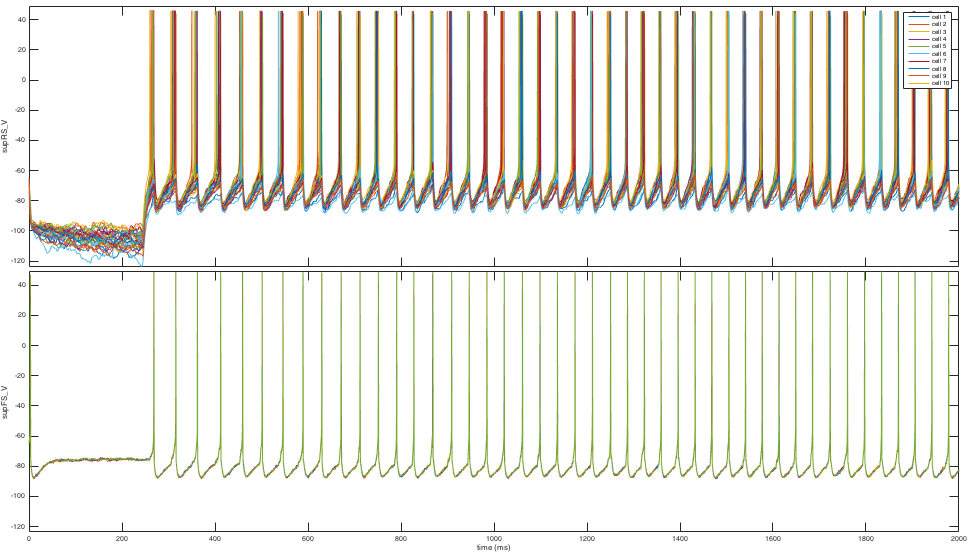 40
20
0
-20
-40
-60
-80
-100
-120
supRS_V
cell 1
cell 2
cell 3
cell 4
cell 5
cell 6
cell 7
cell 8
cell 9
cell 10
40
20
0
-20
-40
-60
-80
-100
-120
supFS_V
0 200 400 600 800 1000 1200 1400 1600 1800 2000
time (ms)